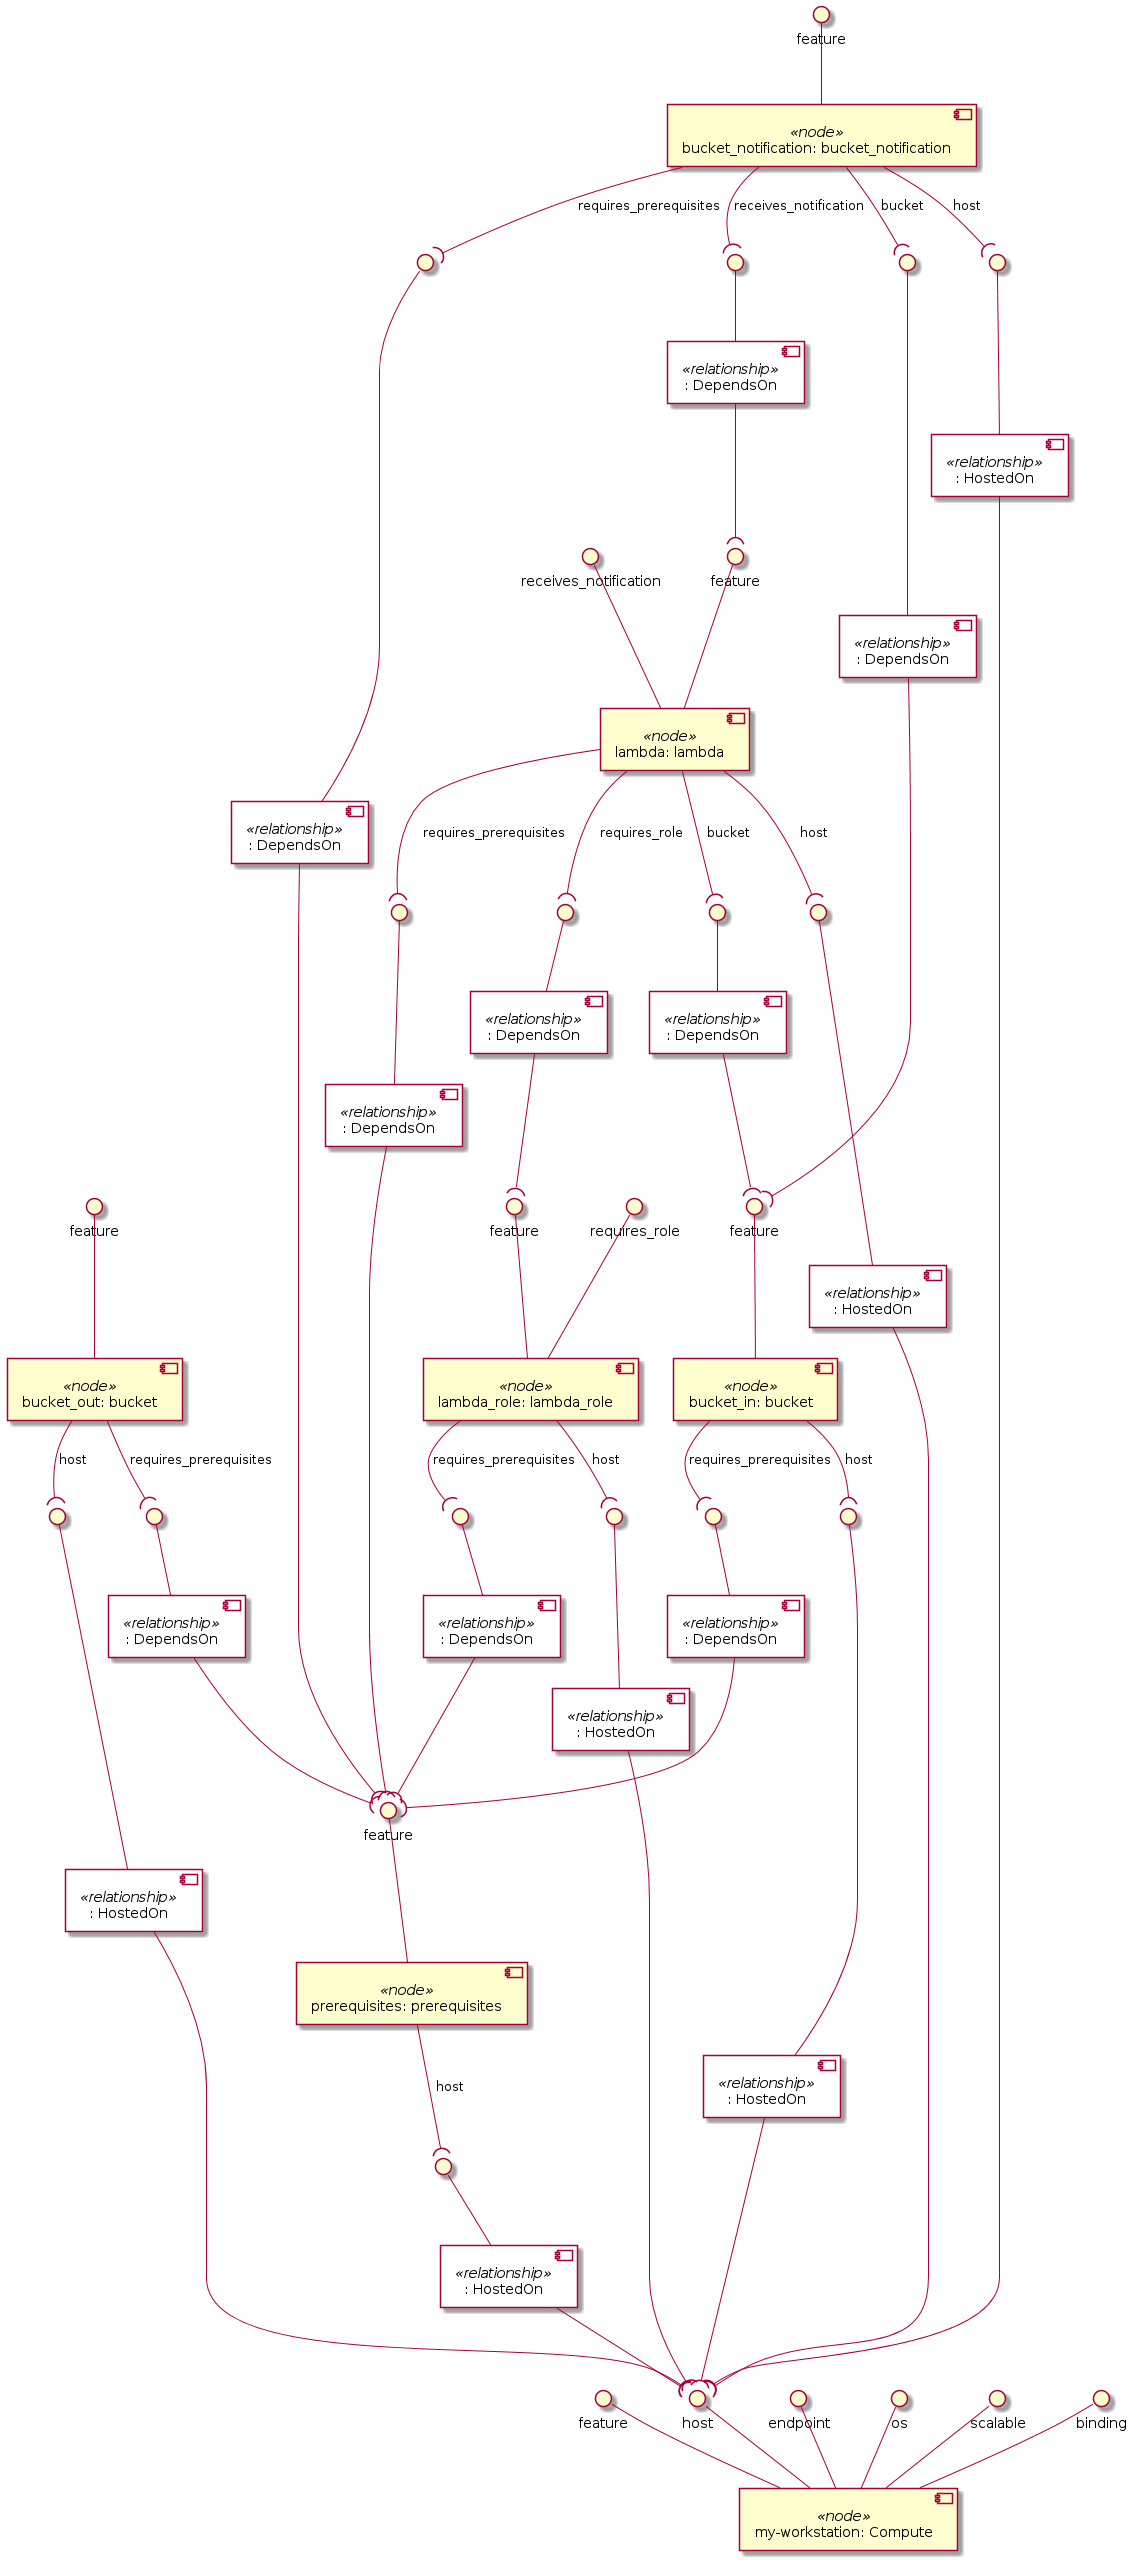 feature
«node»
bucket_notification: bucket_notification
requires_prerequisites
receives_notification
bucket
host
«relationship»
: DependsOn
«relationship»
: HostedOn
receives_notification
feature
«relationship»
: DependsOn
«node»
lambda: lambda
«relationship»
: DependsOn
requires_prerequisites
requires_role
bucket
host
«relationship»
: DependsOn
«relationship»
: DependsOn
«relationship»
: DependsOn
feature
feature
requires_role
feature
«relationship»
: HostedOn
«node»
bucket_out: bucket
«node»
lambda_role: lambda_role
«node»
bucket_in: bucket
host
requires_prerequisites
requires_prerequisites
host
requires_prerequisites
host
«relationship»
: DependsOn
«relationship»
: DependsOn
«relationship»
: DependsOn
«relationship»
: HostedOn
feature
«relationship»
: HostedOn
«node»
prerequisites: prerequisites
host
«relationship»
: HostedOn
«relationship»
: HostedOn
feature
host
endpoint
os
scalable
binding
«node»
my-workstation: Compute